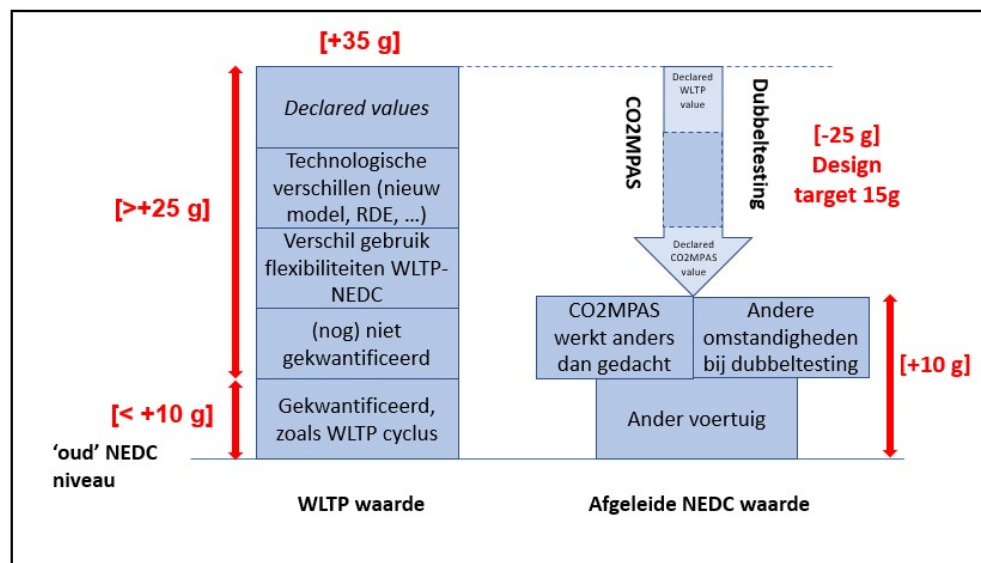 [+35 g]
Declared values
Technologische
verschillen (nieuw
model, RDE, ...)
Verschil gebruik
flexibiliteiten WLTP-
NEDC
(nog) niet
gekwantificeerd
Gekwantificeerd,
zoals WLTP cyclus
[>+25 g]
[< +10 g]
‘oud’ NEDC
niveau
WLTP waarde
Declared
WLTP
value
CO2MPAS
Dubbeltesting
[-25 g]
Design
target 15g
Declared
CO2MPAS
value
CO2MPAS
werkt anders
dan gedacht
Andere
omstandigheden
bij dubbeltesting
Ander voertuig
[+10 g]
Afgeleide NEDC waarde